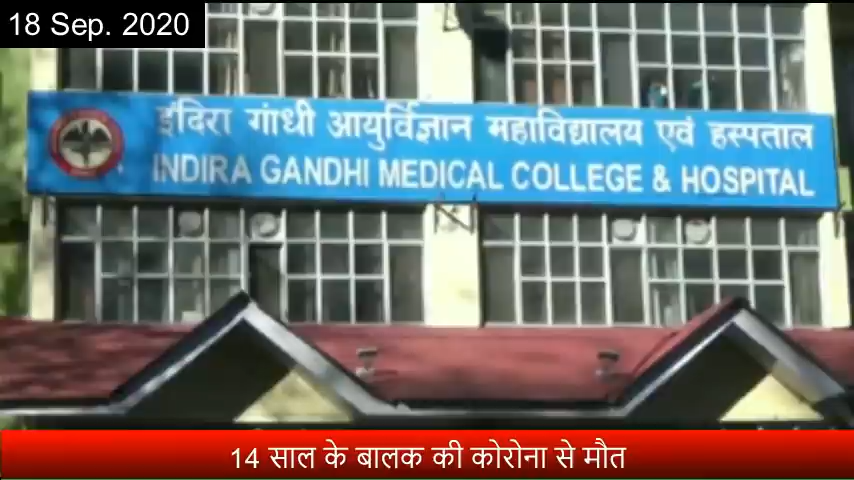 18 Sep. 2020
इंदिरा गांधी आयुर्विज्ञान महाविद्यालय एवं हस्पताल
INDIRA GANDHI MEDICAL COLLEGE & HOSPITAL
14 साल के बालक की कोरोना से मौत